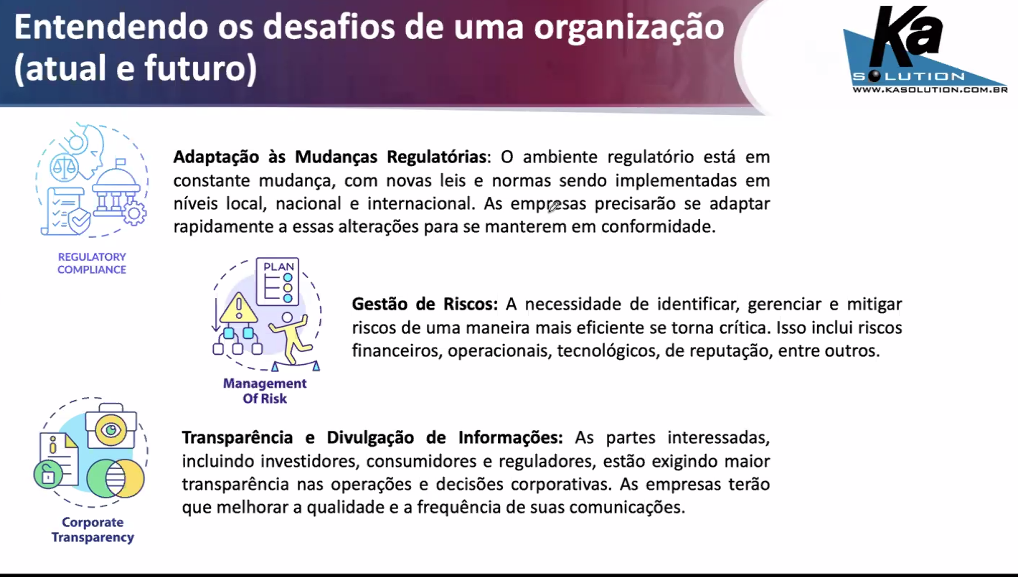 Entendendo os desafios de uma organização
(atual e futuro)
Ka
SOLUTION
WWW.KASOLUTION.COM.BR
Adaptação às Mudanças Regulatórias: O ambiente regulatório está em
constante mudança, com novas leis e normas sendo implementadas em
níveis local, nacional e internacional. As empresas precisarão se adaptar
rapidamente a essas alterações para se manterem em conformidade.
REGULATORY
COMPLIANCE
PLAN
Gestão de Riscos: A necessidade de identificar, gerenciar e mitigar
riscos de uma maneira mais eficiente se torna crítica. Isso inclui riscos
financeiros, operacionais, tecnológicos, de reputação, entre outros.
Management
Of Risk
Transparência e Divulgação de Informações: As partes interessadas,
incluindo investidores, consumidores e reguladores, estão exigindo maior
transparência nas operações e decisões corporativas. As empresas terão
que melhorar a qualidade e a frequência de suas comunicações.
Corporate
Transparency